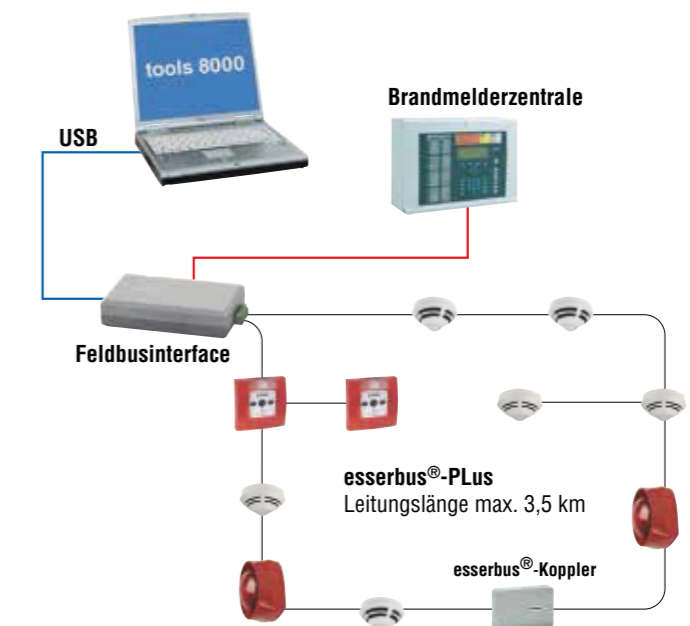 tools 8000
Brandmelderzentrale
USB
Feldbusinterface
esserbus®-PLus
Leitungslänge max. 3,5 km
esserbus®-Koppler